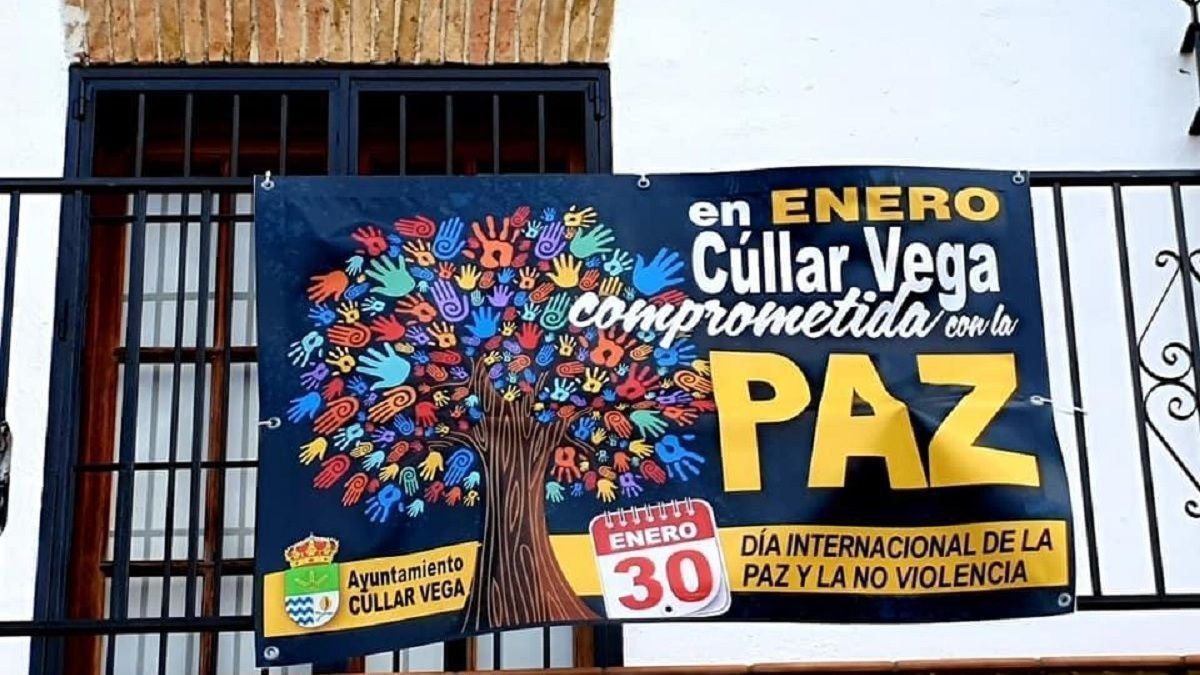 en ENERO
Cúllar Vega
comprometida con la
PAZ
ENERO
30
DÍA INTERNACIONAL DE LA
PAZ Y LA NO VIOLENCIA
Ayuntamiento
CÚLLAR VEGA